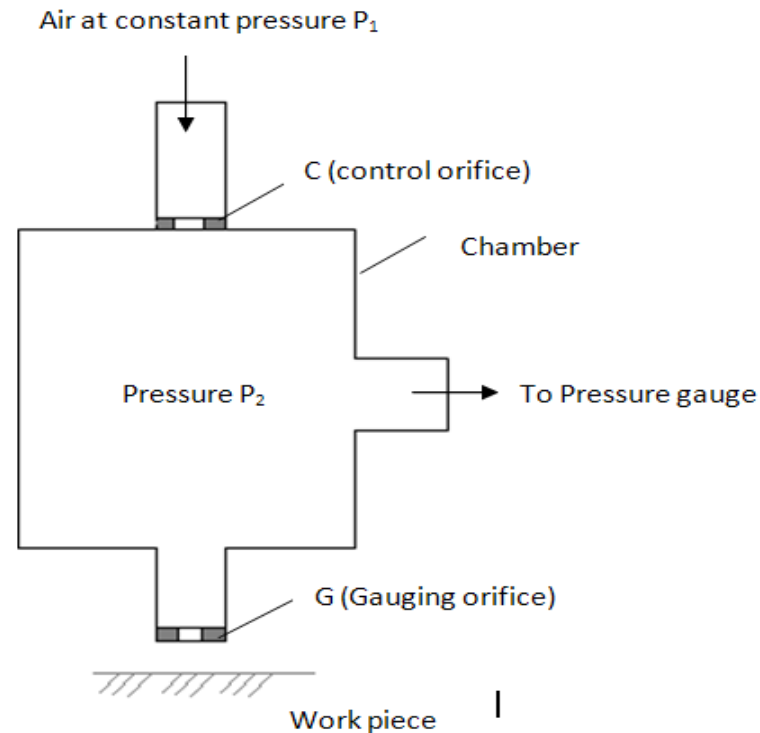 Air at constant pressure P₁
C (control orifice)
Chamber
Pressure P₂
To Pressure gauge
G (Gauging orifice)
Work piece